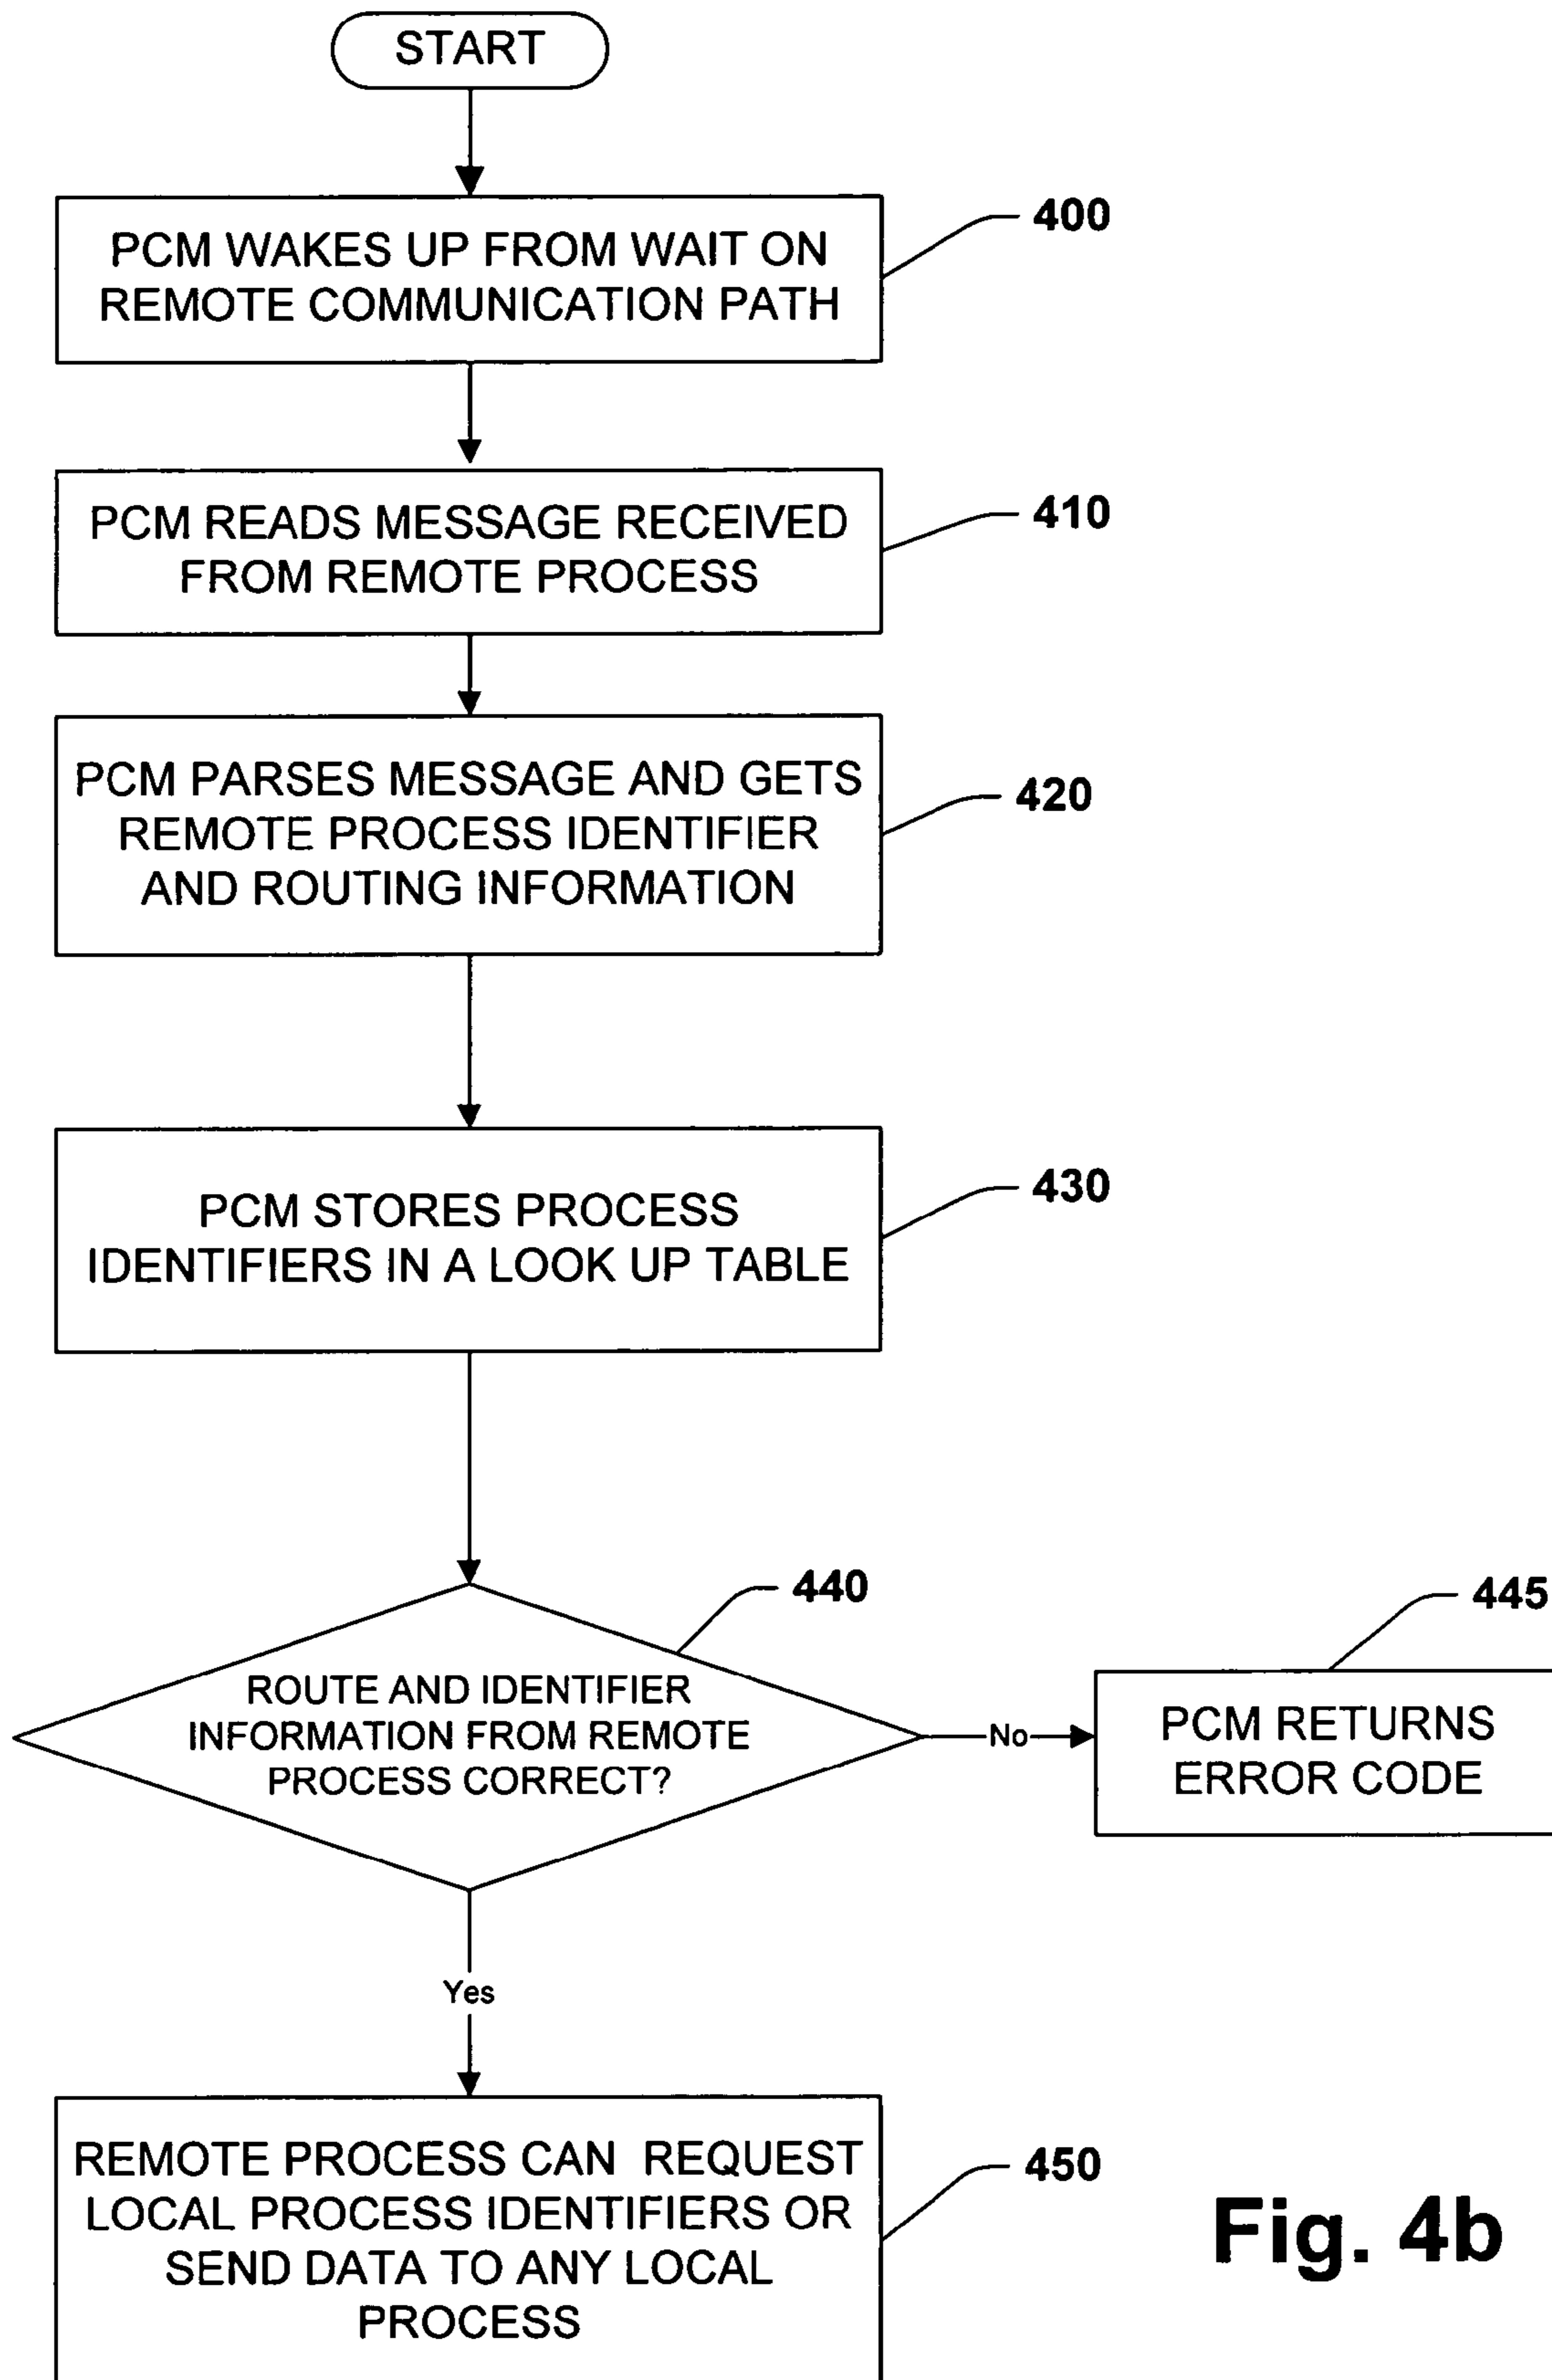 START
PCM WAKES UP FROM WAIT ON
REMOTE COMMUNICATION PATH
400
PCM READS MESSAGE RECEIVED
FROM REMOTE PROCESS
410
PCM PARSES MESSAGE AND GETS
REMOTE PROCESS IDENTIFIER
AND ROUTING INFORMATION
420
PCM STORES PROCESS
IDENTIFIERS IN A LOOK UP TABLE
430
ROUTE AND IDENTIFIER
INFORMATION FROM REMOTE
PROCESS CORRECT?
440
No
PCM RETURNS
ERROR CODE
445
Yes
REMOTE PROCESS CAN REQUEST
LOCAL PROCESS IDENTIFIERS OR
SEND DATA TO ANY LOCAL
PROCESS
450
Fig. 4b